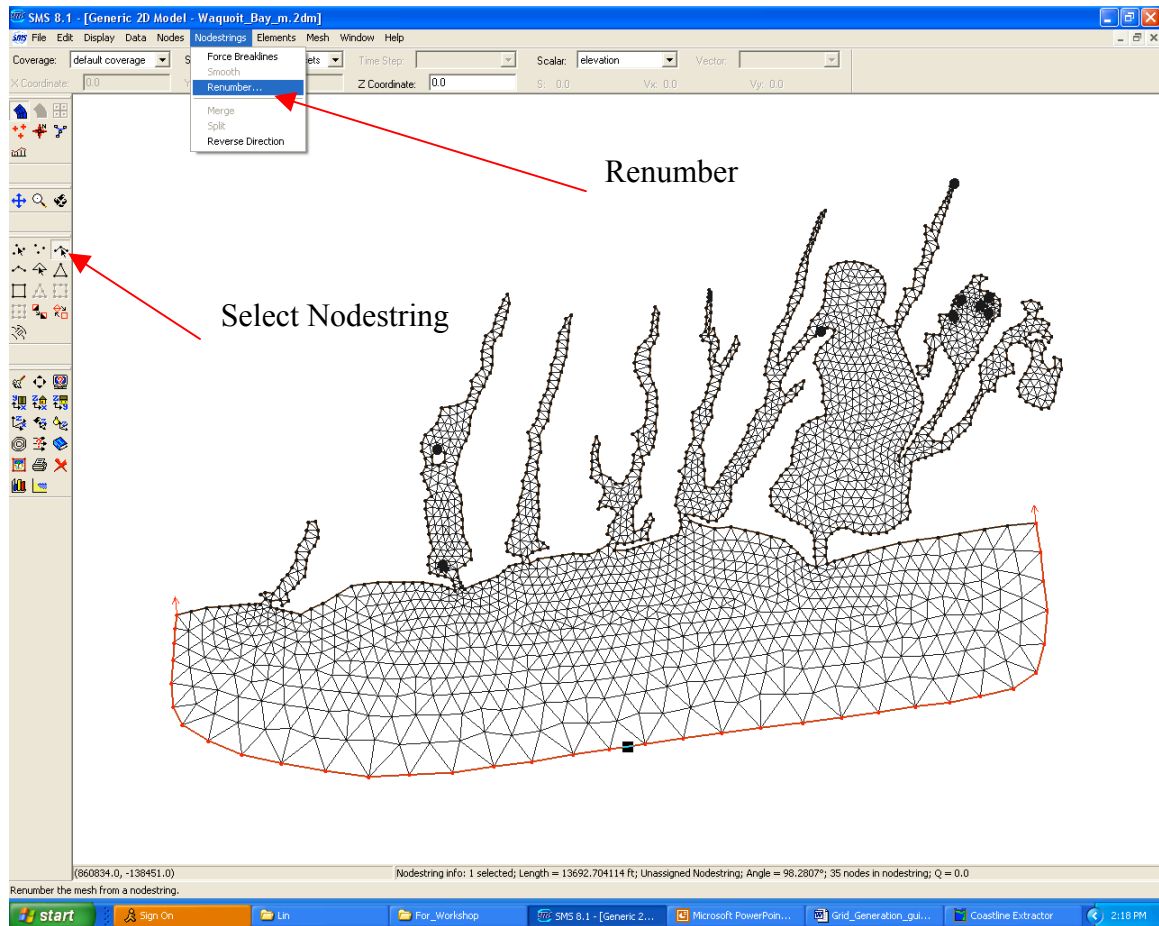 SMS 8.1 - [Generic 2D Model - Waquoit_Bay_m.2dm]
sms File Edit Display Data Nodes Nodestrings Elements Mesh Window Help
Coverage: default coverage S ets Time Step: Scalar: elevation Vector:
X Coordinate: 0.0 Y Z Coordinate: 0.0 S: 0.0 Vx: 0.0 Vy: 0.0
Force Breaklines
Smooth
Renumber...
Merge
Split
Reverse Direction
Renumber
Select Nodestring
(860834.0, -138451.0) Nodestring info: 1 selected; Length = 13692.704114 ft; Unassigned Nodestring; Angle = 98.2807°; 35 nodes in nodestring; Q = 0.0
Renumber the mesh from a nodestring.
start Sign On Lin For_Workshop SMS 8.1 - [Generic 2... Microsoft PowerPoin... Grid_Generation_gui... Coastline Extractor 2:18 PM